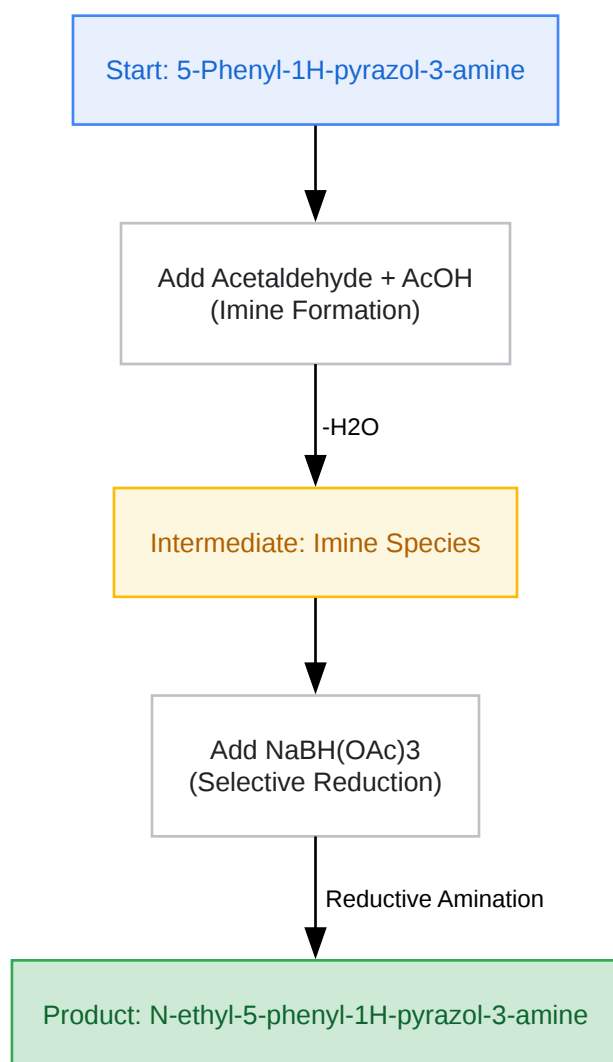 Start: 5-Phenyl-1H-pyrazol-3-amine
Add Acetaldehyde + AcOH
(Imine Formation)
-H2O
Intermediate: Imine Species
Add NaBH(OAc)3
(Selective Reduction)
Reductive Amination
Product: N-ethyl-5-phenyl-1H-pyrazol-3-amine